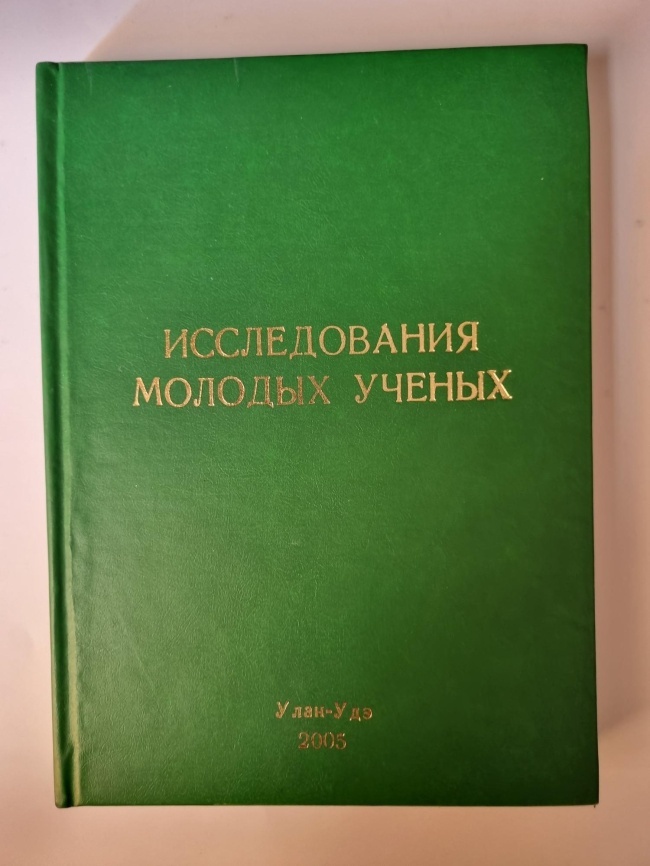 ИССЛЕДОВАНИЯ
МОЛОДЫХ УЧЕНЫХ
Улан-Удэ
2005